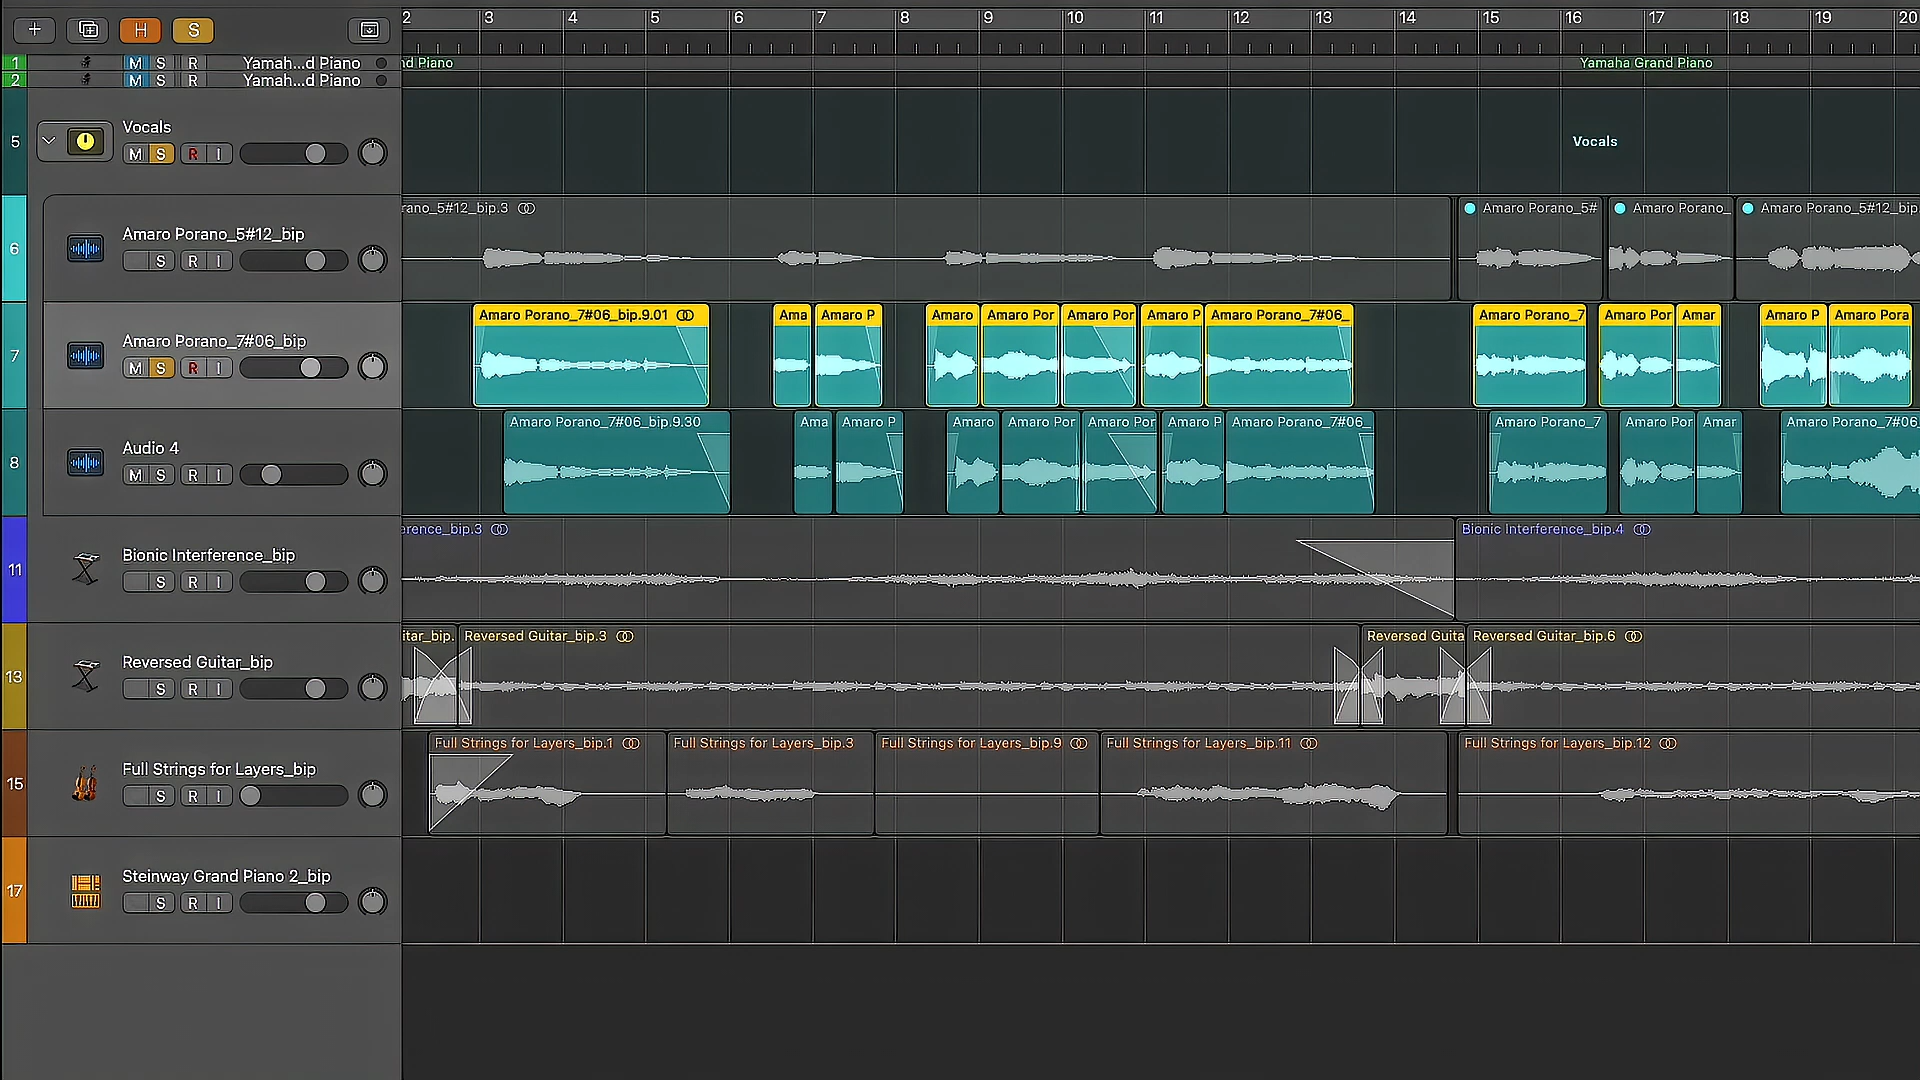 H S 2 3 4 5 6 7 8 9 10 11 12 13 14 15 16 17 18 19 20
1 M S R Yamah...d Piano nd Piano Yamaha Grand Piano
2 M S R Yamah...d Piano
5 Vocals Vocals
M S R I
rano_5#12_bip.3 Amaro Porano_5# Amaro Porano_ Amaro Porano_5#12_bip
6 Amaro Porano_5#12_bip
S R I
Amaro Porano_7#06_bip.9.01 Ama Amaro P Amaro Amaro Por Amaro Por Amaro P Amaro Porano_7#06_ Amaro Porano_7 Amaro Por Amar Amaro P Amaro Pora
7 Amaro Porano_7#06_bip
M S R I
Amaro Porano_7#06_bip.9.30 Ama Amaro P Amaro Amaro Por Amaro Por Amaro P Amaro Porano_7#06_ Amaro Porano_7 Amaro Por Amar Amaro Porano_7#06
8 Audio 4
M S R I
erence_bip.3 Bionic Interference_bip.4
11 Bionic Interference_bip
S R I
itar_bip. Reversed Guitar_bip.3 Reversed Guita Reversed Guitar_bip.6
13 Reversed Guitar_bip
S R I
Full Strings for Layers_bip.1 Full Strings for Layers_bip.3 Full Strings for Layers_bip.9 Full Strings for Layers_bip.11 Full Strings for Layers_bip.12
15 Full Strings for Layers_bip
S R I
17 Steinway Grand Piano 2_bip
S R I